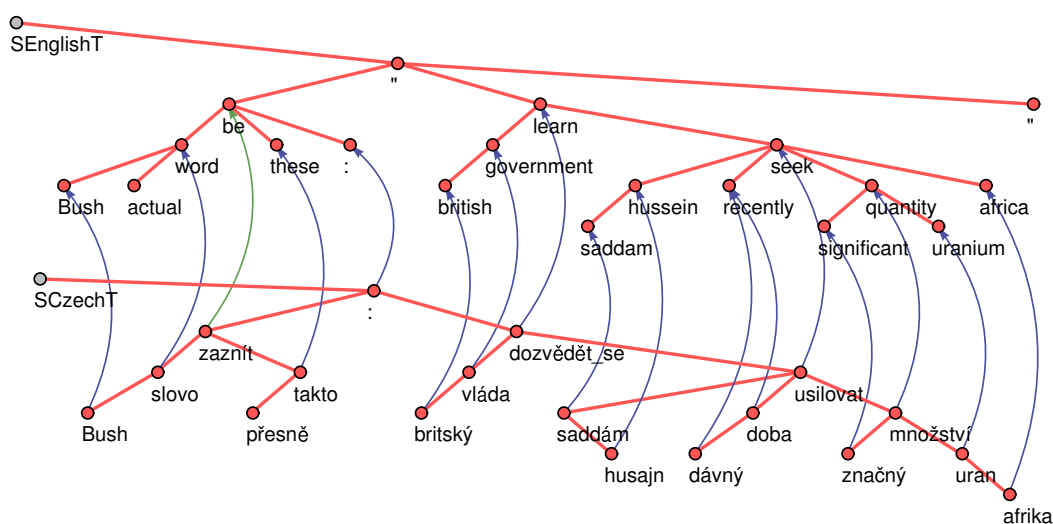 SEnglishT
"
"
be
learn
word
these
:
government
seek
Bush
actual
british
hussein
recently
quantity
africa
saddam
significant
uranium
SCzechT
:
zaznít
dozvědět_se
slovo
takto
vláda
usilovat
Bush
přesně
britský
saddám
doba
množství
husajn
dávný
značný
uran
afrika